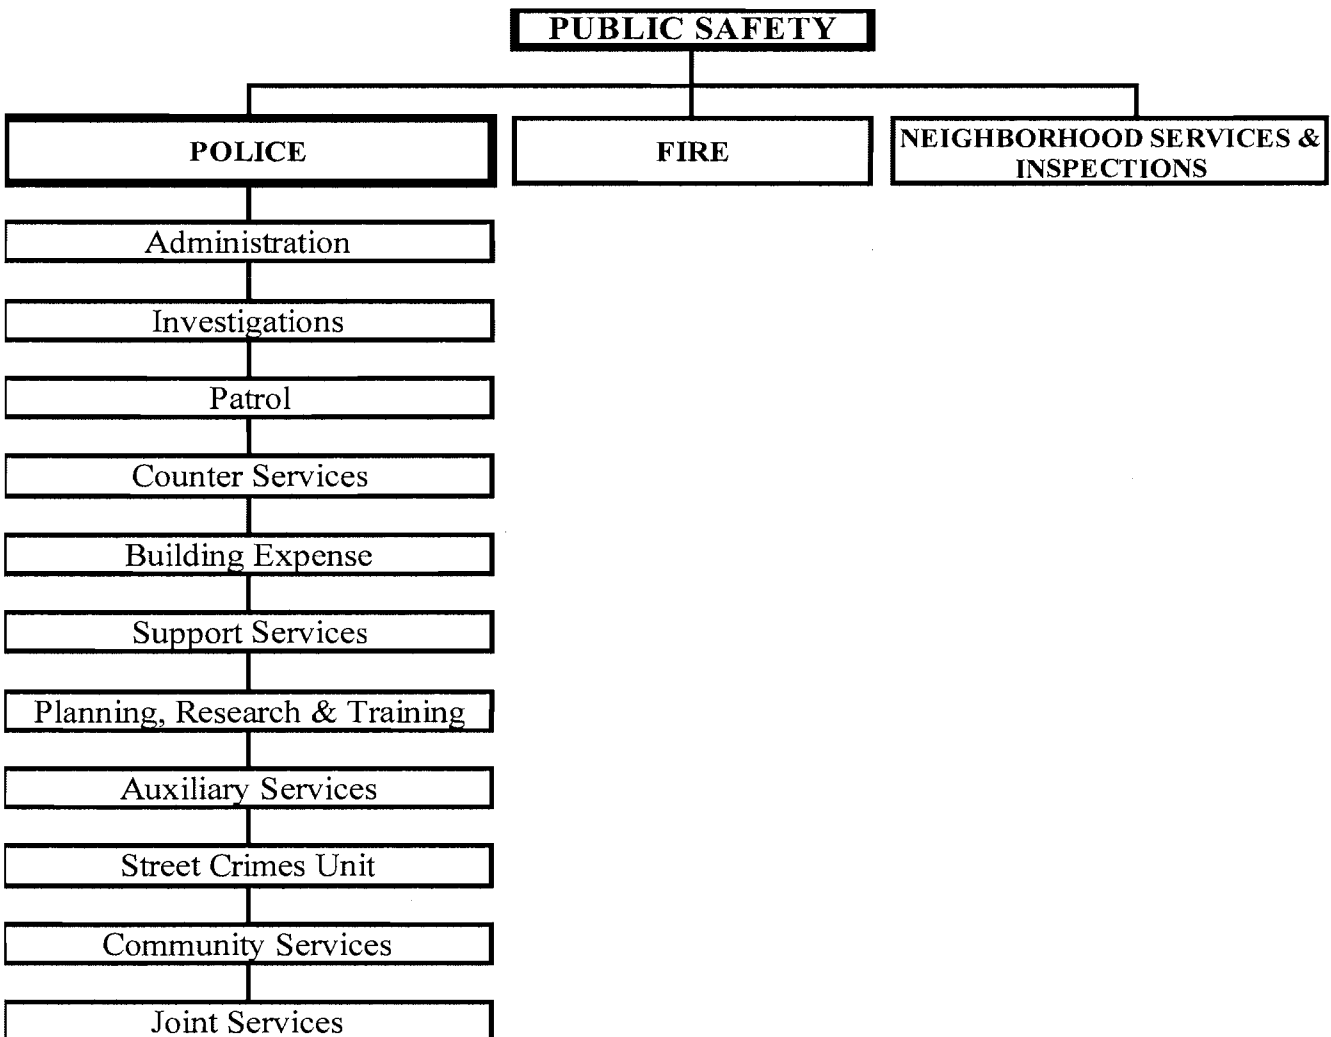 PUBLIC SAFETY
POLICE
FIRE
NEIGHBORHOOD SERVICES &
INSPECTIONS
Administration
Investigations
Patrol
Counter Services
Building Expense
Support Services
Planning, Research & Training
Auxiliary Services
Street Crimes Unit
Community Services
Joint Services